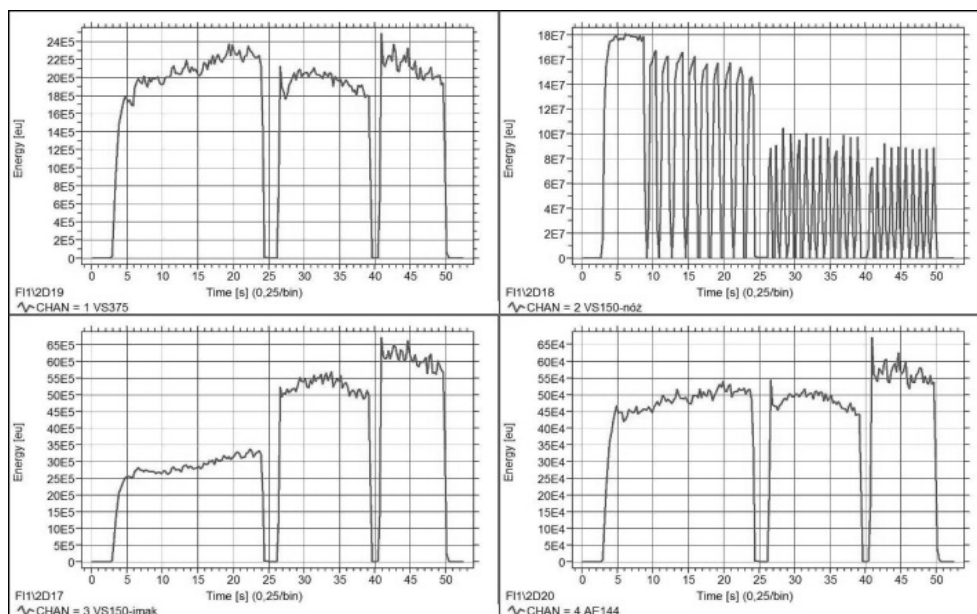 Energy [eu]
24E5
22E5
20E5
18E5
16E5
14E5
12E5
10E5
8E5
6E5
4E5
2E5
0
0 5 10 15 20 25 30 35 40 45 50
FI1\2D19 Time [s] (0,25/bin)
CHAN = 1 VS375
Energy [eu]
18E7
16E7
14E7
12E7
10E7
8E7
6E7
4E7
2E7
0
0 5 10 15 20 25 30 35 40 45 50
FI1\2D18 Time [s] (0,25/bin)
CHAN = 2 VS150-nóż
Energy [eu]
65E5
60E5
55E5
50E5
45E5
40E5
35E5
30E5
25E5
20E5
15E5
10E5
5E5
0
0 5 10 15 20 25 30 35 40 45 50
FI1\2D17 Time [s] (0,25/bin)
CHAN = 3 VS150-imak
Energy [eu]
65E4
60E4
55E4
50E4
45E4
40E4
35E4
30E4
25E4
20E4
15E4
10E4
5E4
0
0 5 10 15 20 25 30 35 40 45 50
FI1\2D20 Time [s] (0,25/bin)
CHAN = 4 AE144